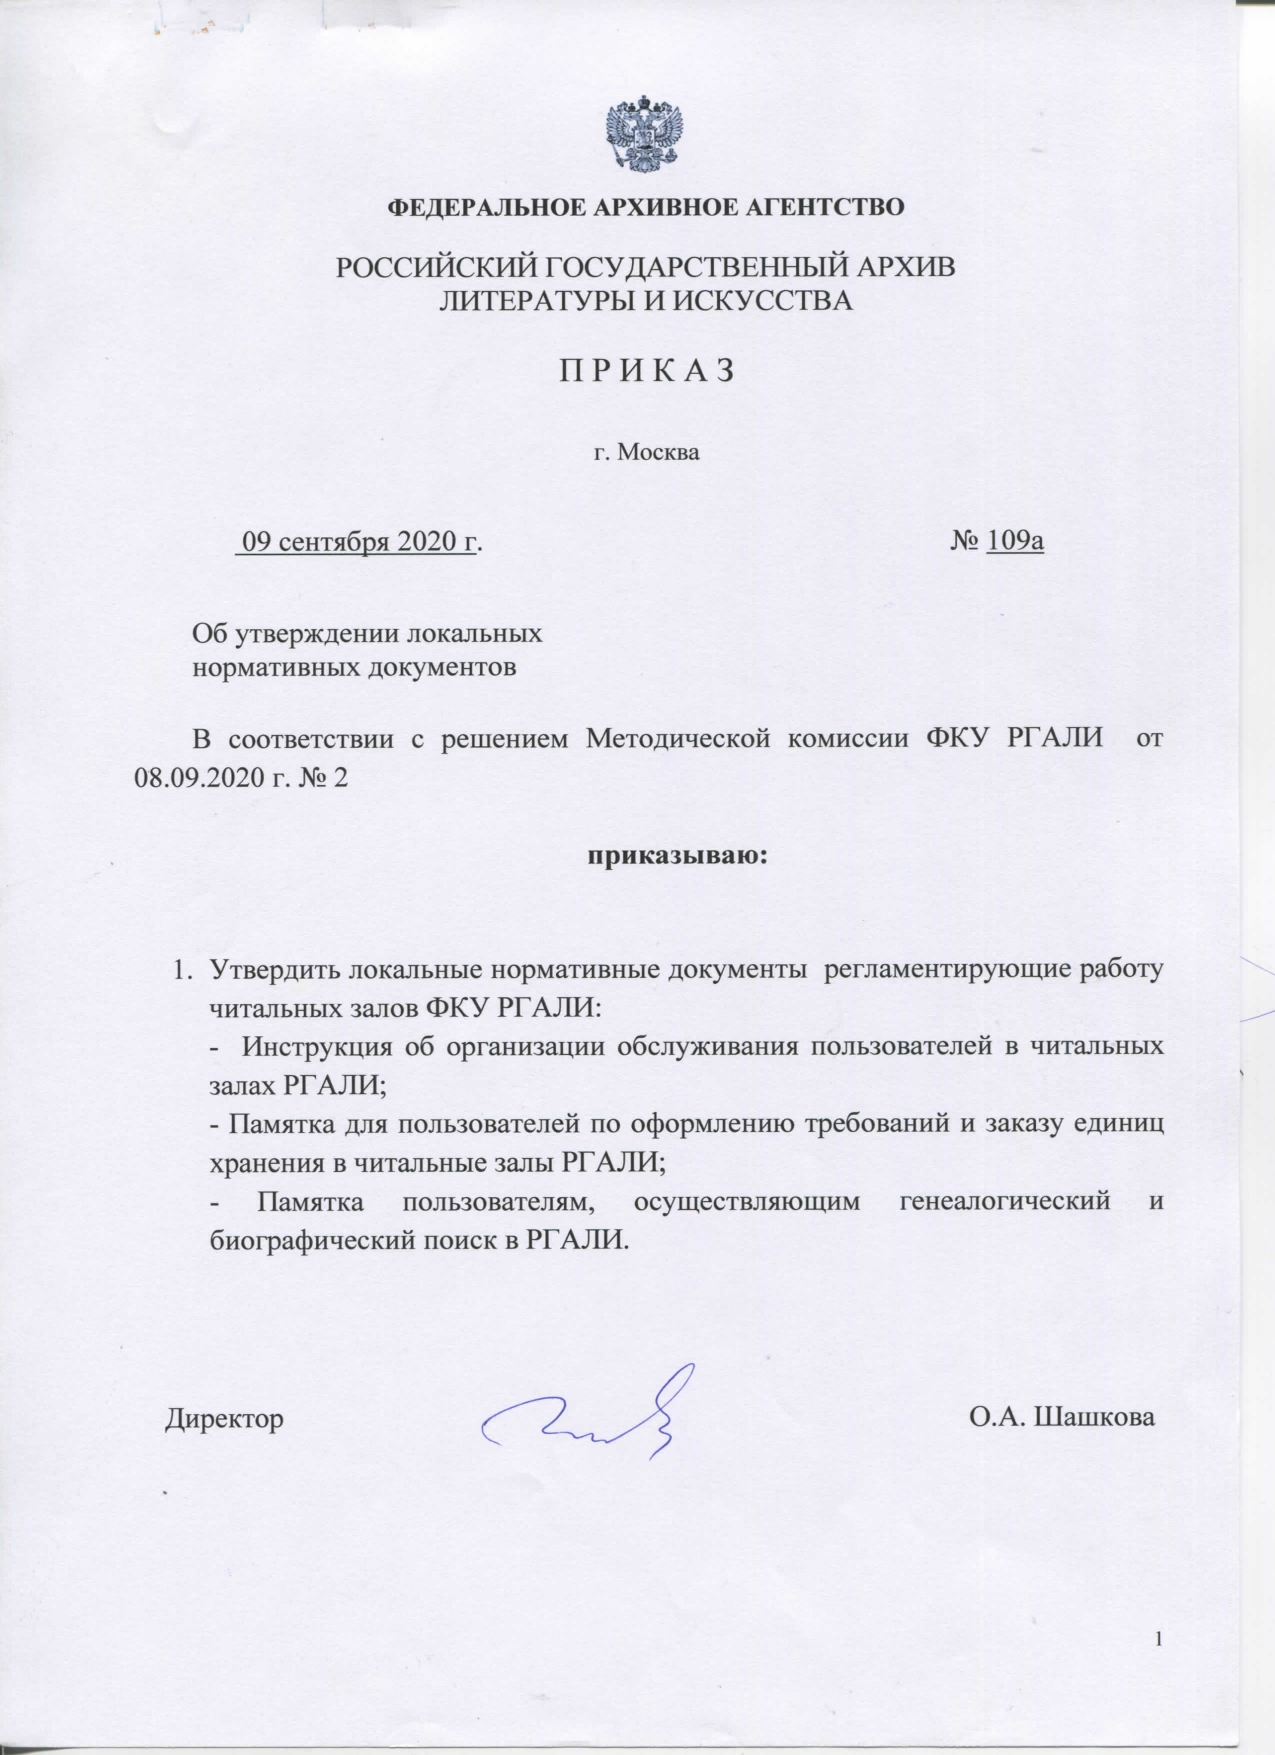 ФЕДЕРАЛЬНОЕ АРХИВНОЕ АГЕНТСТВО
РОССИЙСКИЙ ГОСУДАРСТВЕННЫЙ АРХИВ
ЛИТЕРАТУРЫ И ИСКУССТВА
П Р И К А З
г. Москва
09 сентября 2020 г. № 109а
Об утверждении локальных
нормативных документов
В соответствии с решением Методической комиссии ФКУ РГАЛИ от
08.09.2020 г. № 2
приказываю:
1. Утвердить локальные нормативные документы регламентирующие работу
читальных залов ФКУ РГАЛИ:
- Инструкция об организации обслуживания пользователей в читальных
залах РГАЛИ;
- Памятка для пользователей по оформлению требований и заказу единиц
хранения в читальные залы РГАЛИ;
- Памятка пользователям, осуществляющим генеалогический и
биографический поиск в РГАЛИ.
Директор О.А. Шашкова
1